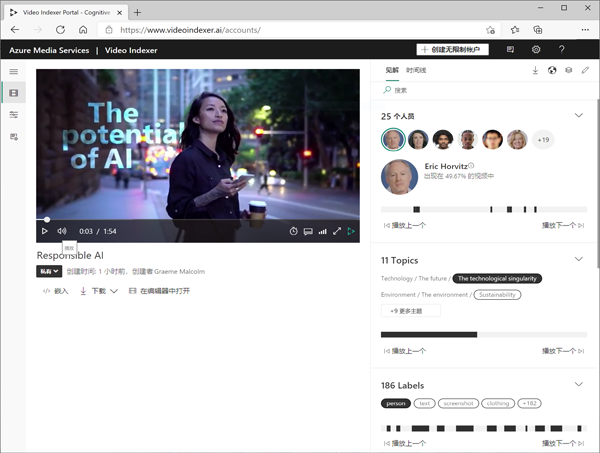 Video Indexer Portal - Cognitive
https://www.videoindexer.ai/accounts/
Azure Media Services | Video Indexer
创建无限制帐户
见解 时间线
搜索
25 个人员
+19
Eric Horvitz
出现在 49.67% 的视频中
播放上一个 播放下一个
The
potential
of AI
0:03 / 1:54
播放
Responsible AI
私有 创建时间: 1 小时前、创建者 Graeme Malcolm
嵌入 下载 在编辑器中打开
11 Topics
Technology / The future / The technological singularity
Environment / The environment / Sustainability
+9 更多主题
播放上一个 播放下一个
186 Labels
person text screenshot clothing +182
播放上一个 播放下一个